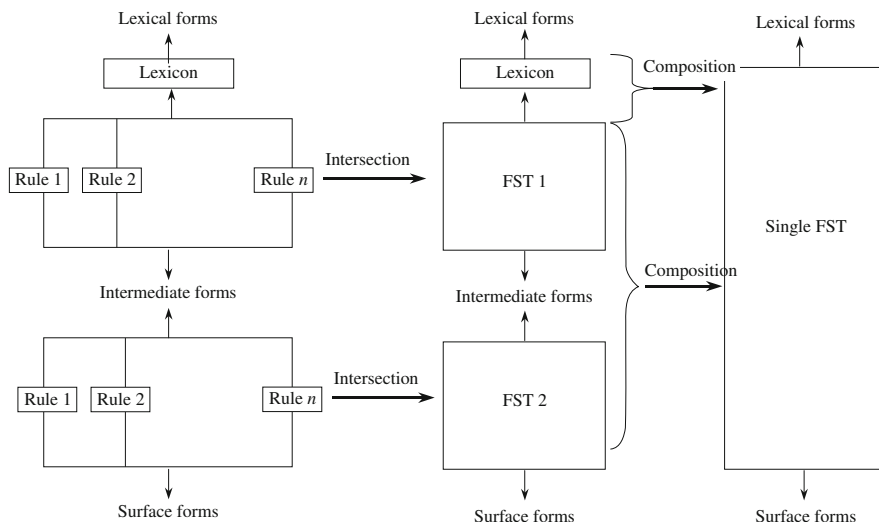 Lexical forms
Lexicon
Rule 1 Rule 2 Rule n
Intermediate forms
Rule 1 Rule 2 Rule n
Surface forms
Intersection
Intersection
Lexical forms
Lexicon
FST 1
Intermediate forms
FST 2
Surface forms
Composition
Composition
Lexical forms
Single FST
Surface forms